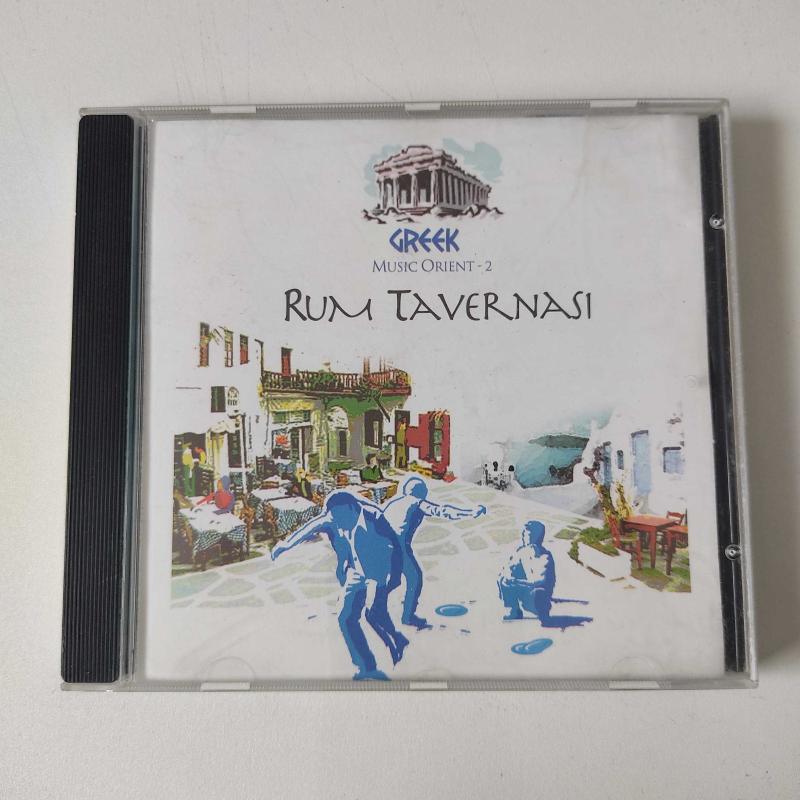 GREEK
MUSIC ORIENT - 2
RUM TAVERNASI